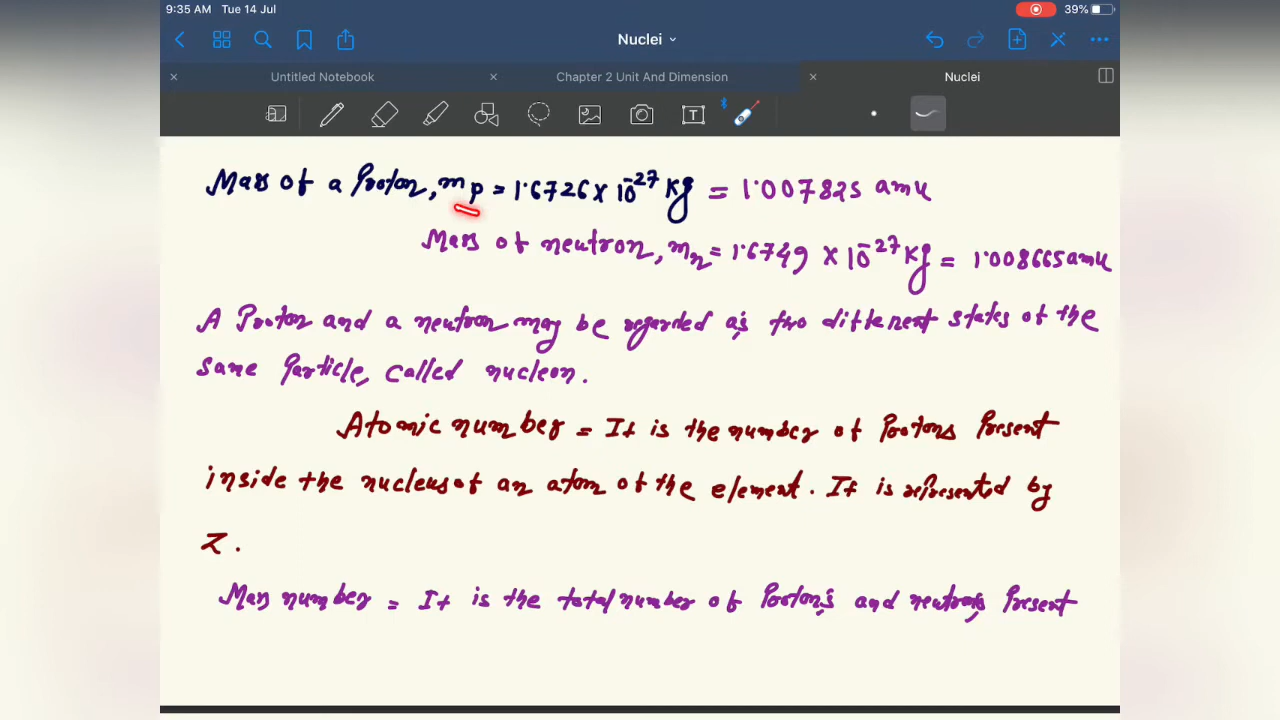 9:35 AM Tue 14 Jul
39%
Nuclei
Untitled Notebook
Chapter 2 Unit And Dimension
Nuclei
T
Mass of a Proton, mp = 1.6726 X 10⁻²⁷ Kg = 1.007825 amu
Mass of neutron, mn = 1.6749 X 10⁻²⁷ Kg = 1.008665 amu
A Proton and a neutron may be regarded as two different states of the
same Particle, called nucleon.
Atomic number = It is the number of Protons Present
inside the nucleus of an atom of the element. It is represented by
Z.
Mass number = It is the total number of Protons and neutrons Present